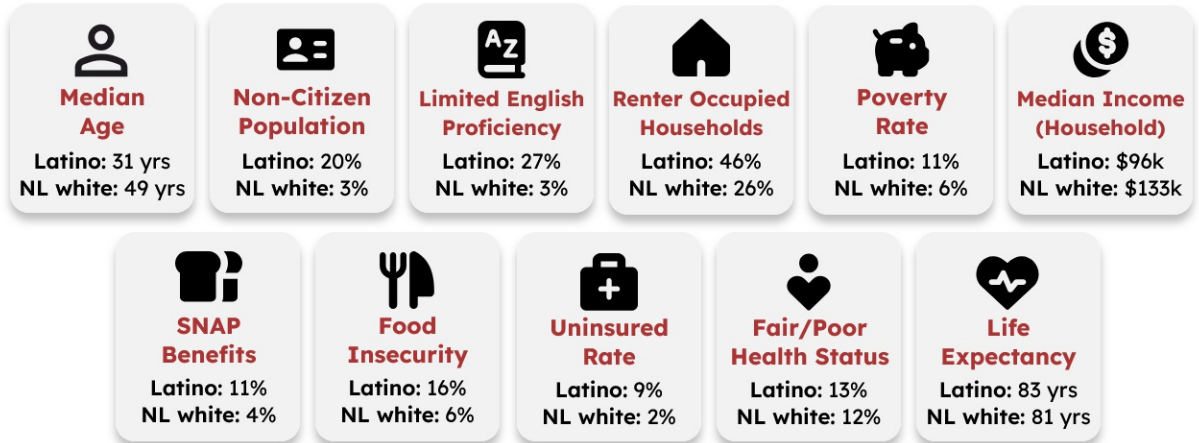 AZ
Median
Age
Latino: 31 yrs
NL white: 49 yrs
Non-Citizen
Population
Latino: 20%
NL white: 3%
Limited English
Proficiency
Latino: 27%
NL white: 3%
Renter Occupied
Households
Latino: 46%
NL white: 26%
Poverty
Rate
Latino: 11%
NL white: 6%
$
Median Income
(Household)
Latino: $96k
NL white: $133k
SNAP
Benefits
Latino: 11%
NL white: 4%
Food
Insecurity
Latino: 16%
NL white: 6%
Uninsured
Rate
Latino: 9%
NL white: 2%
Fair/Poor
Health Status
Latino: 13%
NL white: 12%
Life
Expectancy
Latino: 83 yrs
NL white: 81 yrs